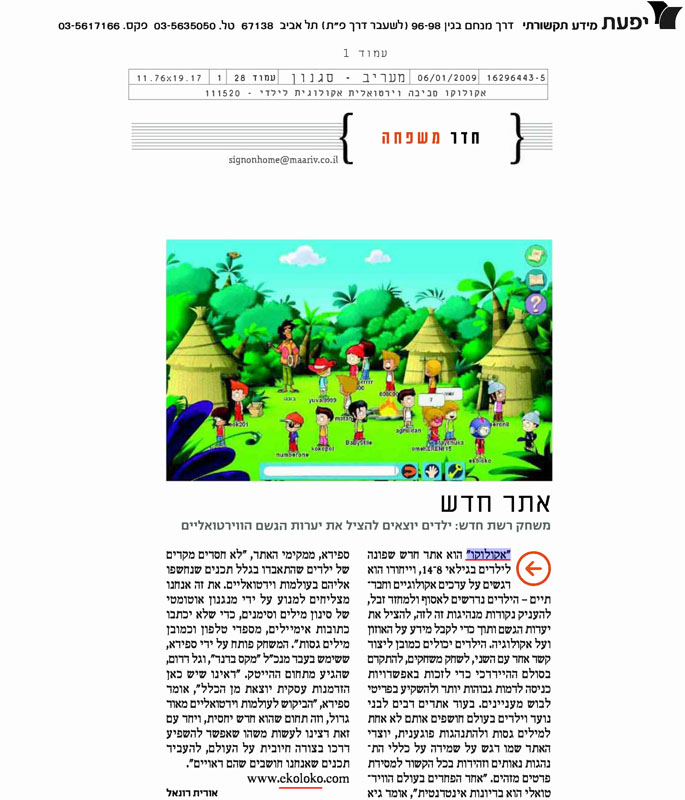 יפעת מידע תקשורתי דרך מנחם בגין 96-98 (לשעבר דרך פ"ת) תל אביב 67138 טל. 03-5635050 פקס. 03-5617166
עמוד 1
16296443-5 06/01/2009 מעריב - סגנון עמוד 28 1 11.76x19.17
אקולוקו סביבה וירטואלית אקולוגית לילדי - 111520
חדר משפחה
signonhome@maariv.co.il
yuval9999
ook201
numberone
kokopol
Babystile
ekoloko
אתר חדש
משחק רשת חדש: ילדים יוצאים להציל את יערות הגשם הווירטואליים
"אקולוקו" הוא אתר חדש שפונה
לילדים בגילאי 8־14, וייחודו הוא
דגשים על ערכים אקולוגיים וחבר־
תיים – הילדים נדרשים לאסוף ולמחזר זבל,
להעניק נקודות מנהיגות זה לזה, להציל את
יערות הגשם ותוך כדי לקבל מידע על האוזון
ועל אקולוגיה. הילדים יכולים כמובן ליצור
קשר אחד עם השני, לשחק משחקים, להתקדם
בסולם ההיררכי כדי לזכות באפשרויות
כניסה לרמות גבוהות יותר ולהשקיע בפריטי
לבוש מעניינים. בעוד אתרים רבים לבני
נוער וילדים בעולם חושפים אותם לא אחת
למילים גסות ולהתנהגות פוגענית, יוצרי
האתר שמו דגש על שמירה על כללי הת־
נהגות נאותים וזהירות בכל הקשור למסירת
פרטים מזהים. "אחד הפחדים בעולם הוויר־
טואלי הוא בריונות אינטרנטית", אומר גיא
ספירא, ממקימי האתר, "לא חסרים מקרים
של ילדים שהתאבדו בגלל תכנים שנחשפו
אליהם בעולמות וירטואליים. את זה אנחנו
מצליחים למנוע על ידי מנגנון אוטומטי
של סינון מילים וסימנים, כדי שלא יכתבו
כתובות אימיילים, מספרי טלפון וכמובן
מילים גסות". המשחק פותח על ידי ספירא,
ששימש בעבר מנכ"ל "מקס ברנר", וגל דרום,
שהגיע מתחום ההייטק. "ראינו שיש כאן
הזדמנות עסקית יוצאת מן הכלל", אומר
ספירא, "הביקוש לעולמות וירטואליים מאוד
גדול, וזה תחום שהוא חדש יחסית, ויחד עם
זאת רצינו לעשות משהו שאפשר להשפיע
דרכו בצורה חיובית על העולם, להעביר
תכנים שאנחנו חושבים שהם ראויים".
www.ekoloko.com
אורית רונאל